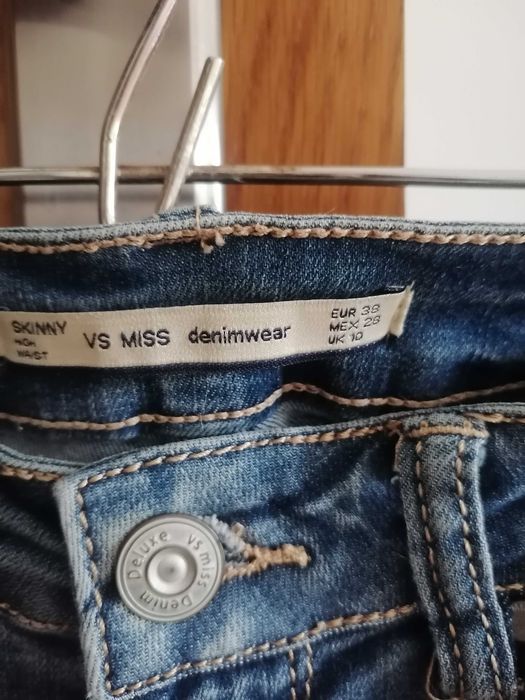 SKINNY
HIGH
WAIST
VS MISS denimwear
EUR 38
MEX 28
UK 10
Deluxe vs miss Denim